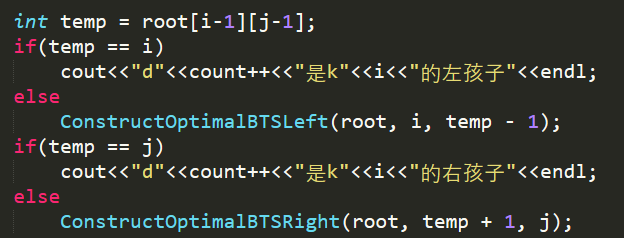 int temp = root[i-1][j-1];
if(temp == i)
    cout<<"d"<<count++<<"是k"<<i<<"的左孩子"<<endl;
else
    ConstructOptimalBTSLeft(root, i, temp - 1);
if(temp == j)
    cout<<"d"<<count++<<"是k"<<i<<"的右孩子"<<endl;
else
    ConstructOptimalBTSRight(root, temp + 1, j);